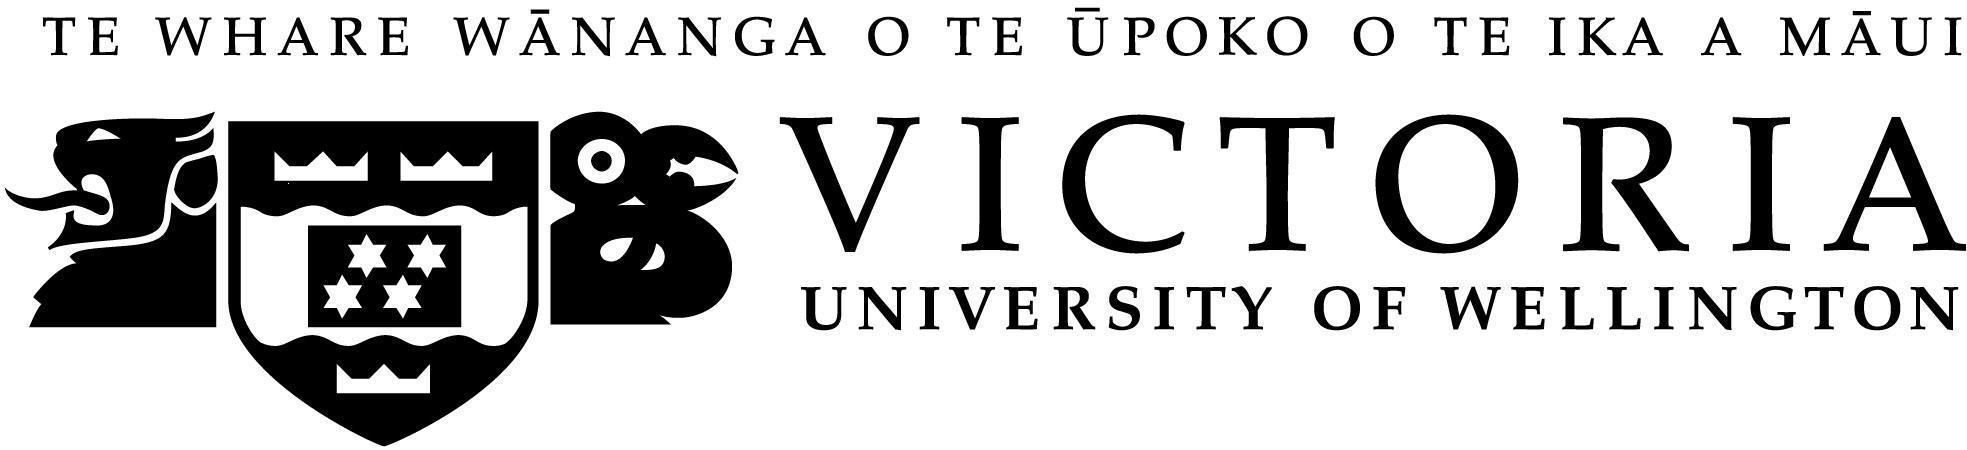 TE WHARE WĀNANGA O TE ŪPOKO O TE IKA A MĀUI
VICTORIA
UNIVERSITY OF WELLINGTON